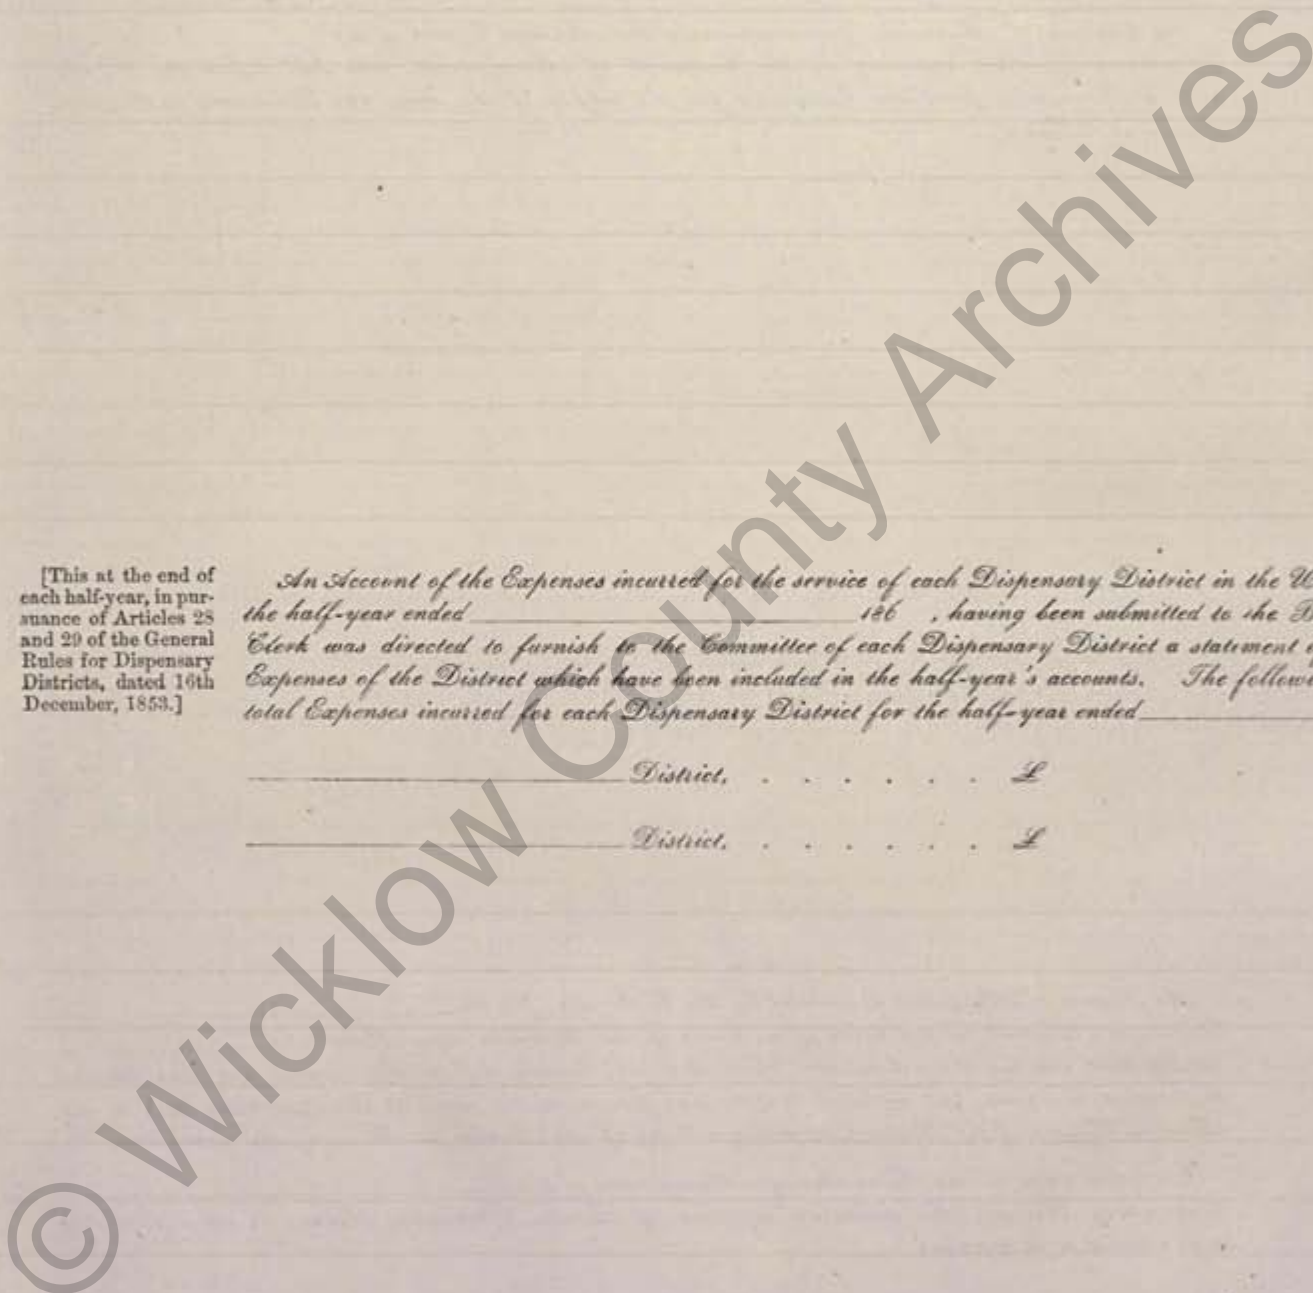 [This at the end of
each half-year, in pur-
suance of Articles 28
and 29 of the General
Rules for Dispensary
Districts, dated 16th
December, 1853.]
An Account of the Expenses incurred for the service of each Dispensary District in the
the half-year ended 186 , having been submitted to the
Clerk was directed to furnish to the Committee of each Dispensary District a statement
Expenses of the District which have been included in the half-year's accounts. The
total Expenses incurred for each Dispensary District for the half-year ended
District, . . . . . . £
District, . . . . . . £
© Wicklow County Archives